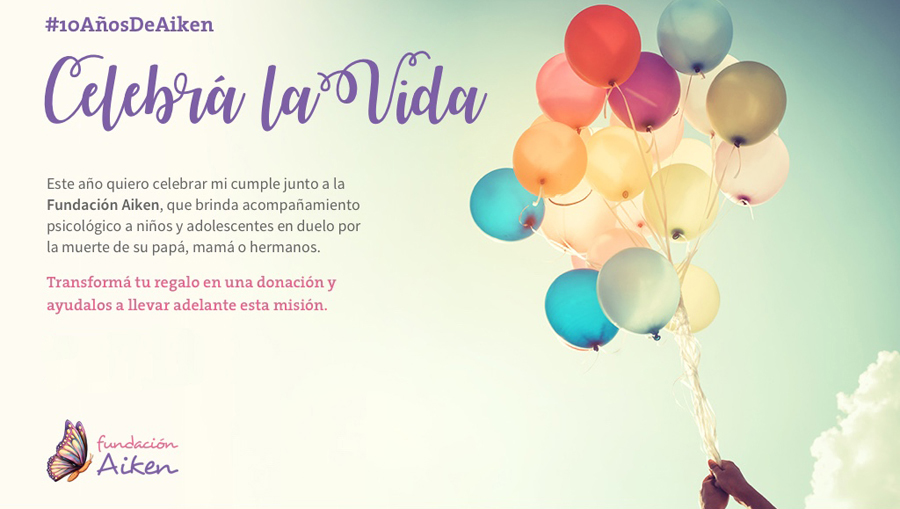 #10AñosDeAiken
Celebrá la Vida
Este año quiero celebrar mi cumple junto a la
Fundación Aiken, que brinda acompañamiento
psicológico a niños y adolescentes en duelo por
la muerte de su papá, mamá o hermanos.
Transformá tu regalo en una donación y
ayudalos a llevar adelante esta misión.
fundación
Aiken